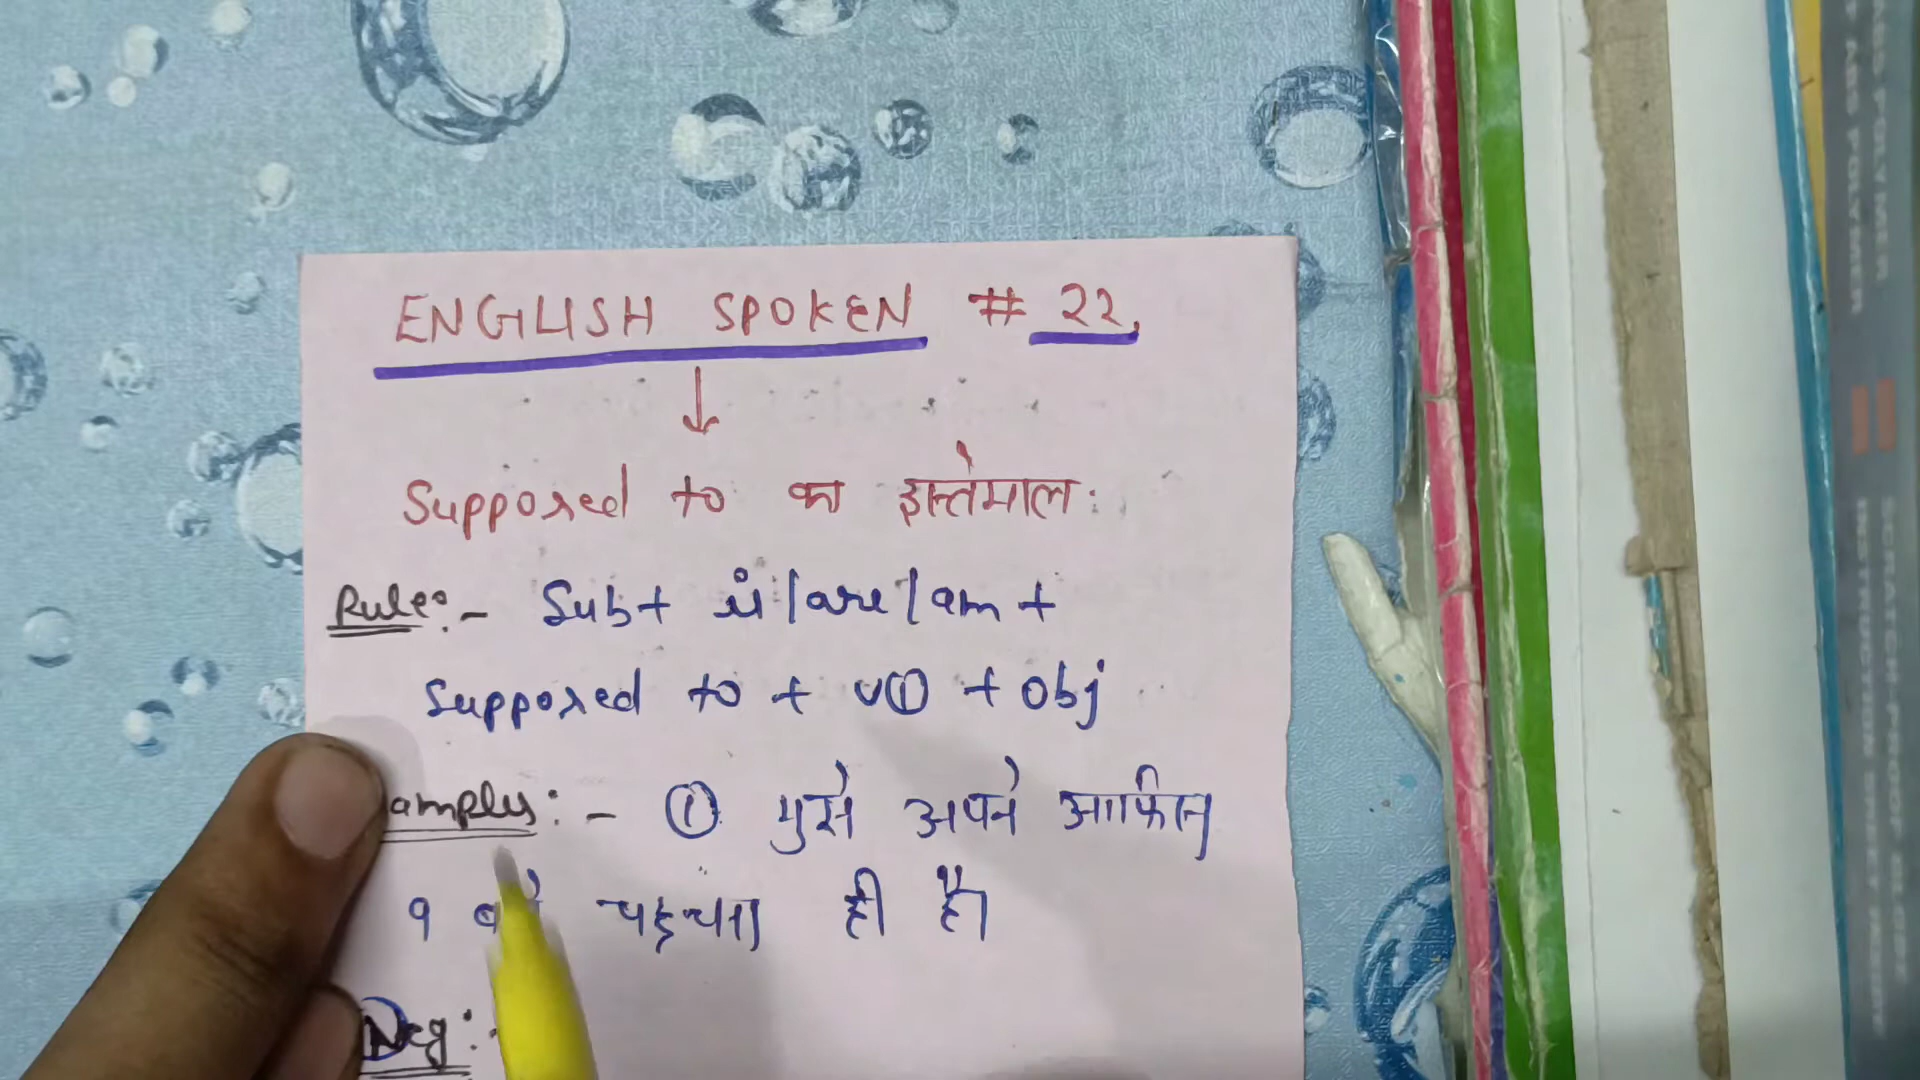 ENGLISH SPOKEN # 22,
Supposed to का इस्तेमाल:
Rule:- Sub+ is/are/am +
Supposed to + v① + obj
amples:- ① मुझे अपने आफिस
9 पहुचना ही है।
Neg:-